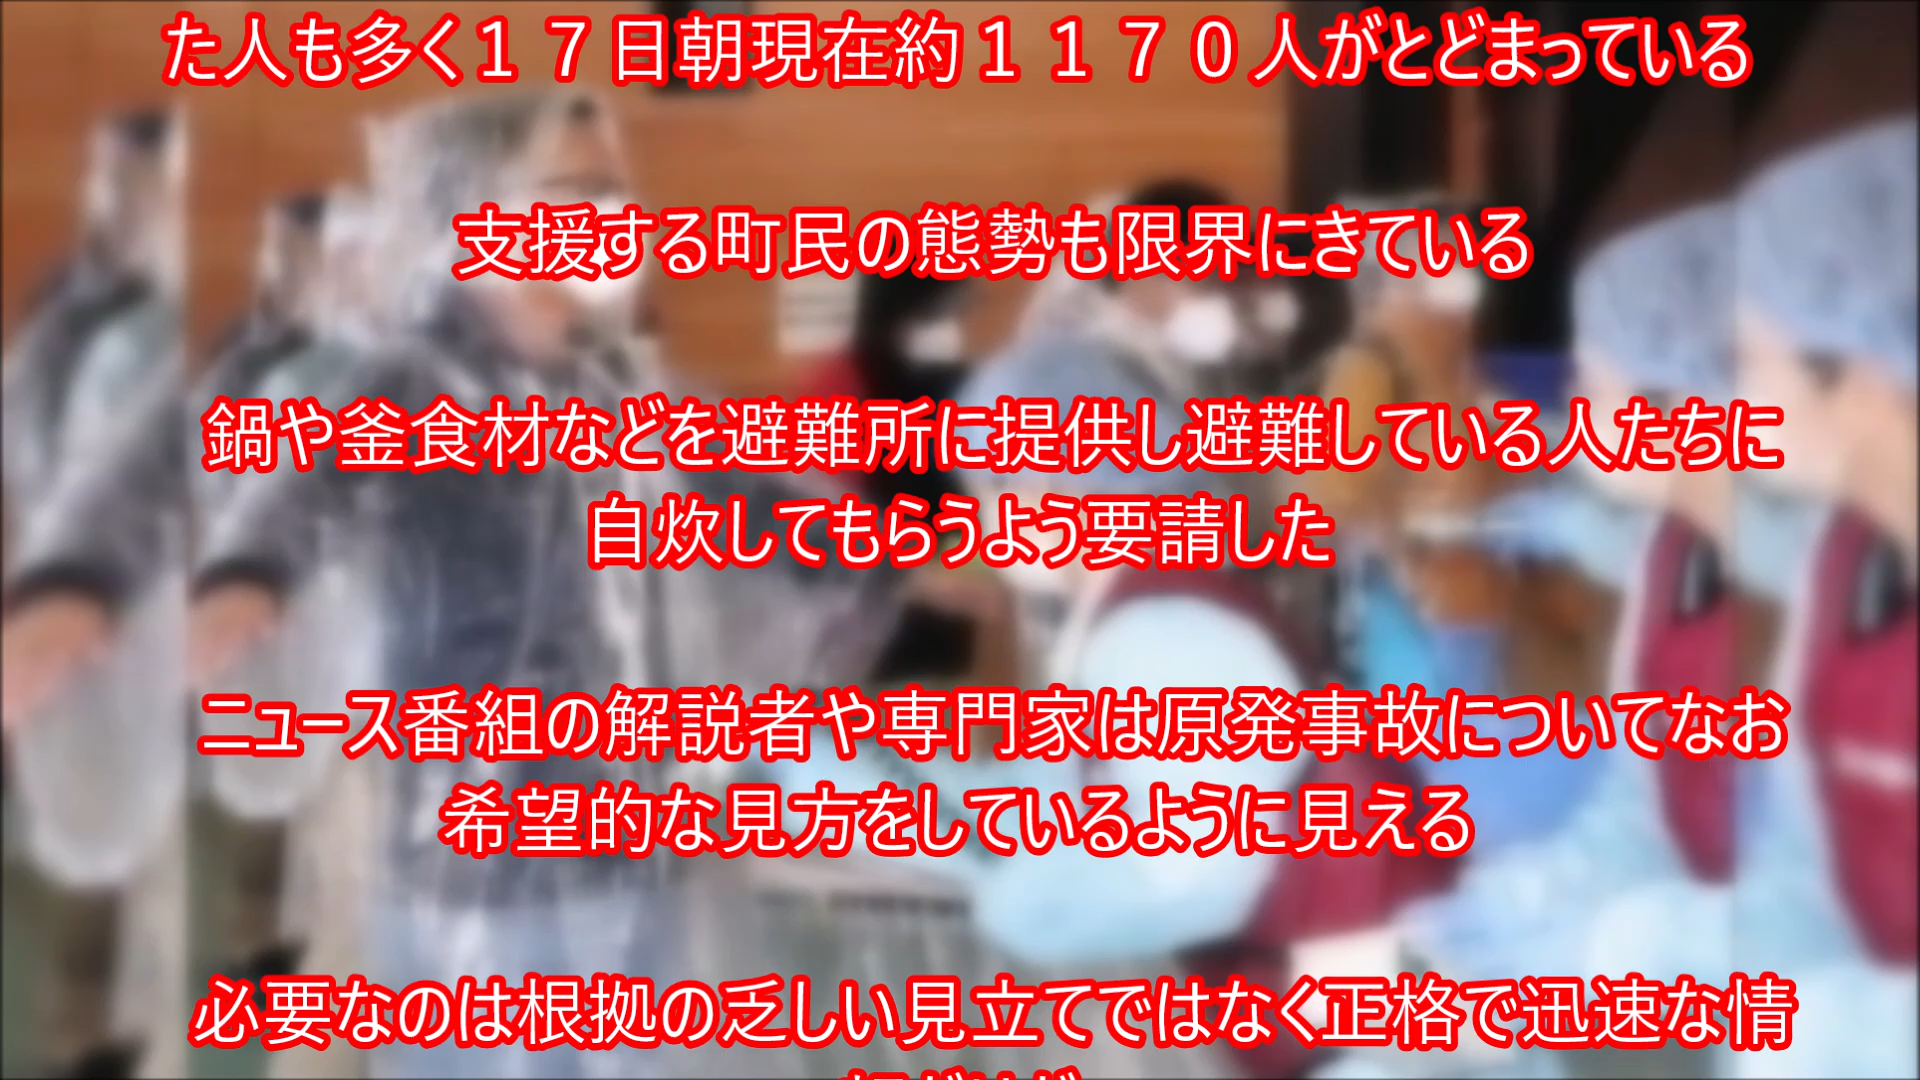 た人も多く１７日朝現在約１１７０人がとどまっている
支援する町民の態勢も限界にきている
鍋や釜食材などを避難所に提供し避難している人たちに
自炊してもらうよう要請した
ニュース番組の解説者や専門家は原発事故についてなお
希望的な見方をしているように見える
必要なのは根拠の乏しい見立てではなく正格で迅速な情